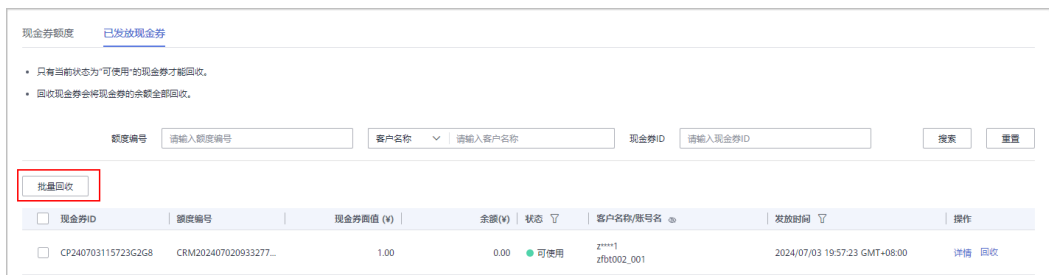 现金券额度 已发放现金券
• 只有当前状态为“可使用”的现金券才能回收。
• 回收现金券会将现金券的余额全部回收。
额度编号 请输入额度编号 客户名称 请输入客户名称 现金券ID 请输入现金券ID 搜索 重置
批量回收
现金券ID 额度编号 现金券面值 (¥) 余额(¥) 状态 客户名称/账号名 发放时间 操作
CP240703115723G2G8 CRM202407020933277... 1.00 0.00 可使用 z****1 2024/07/03 19:57:23 GMT+08:00 详情 回收
zfbt002_001